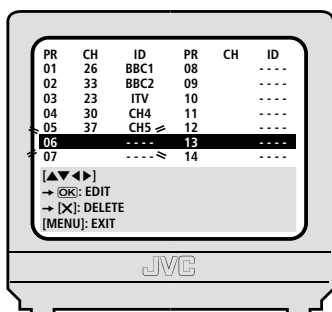 PR CH ID PR CH ID
01 26 BBC1 08 - - - -
02 33 BBC2 09 - - - -
03 23 ITV 10 - - - -
04 30 CH4 11 - - - -
05 37 CH5 12 - - - -
06 - - - - 13 - - - -
07 - - - - 14 - - - -
[▲▼◀▶]
→ OK: EDIT
→ [X]: DELETE
[MENU]: EXIT
JVC